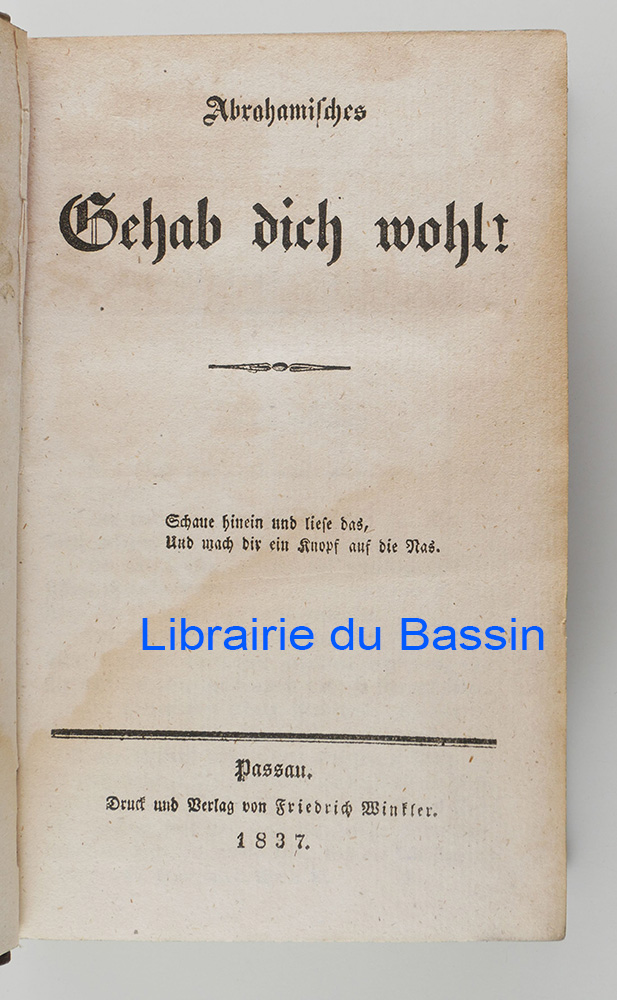 Abrahamisches
Gehab dich wohl!
Schaue hinein und liese das,
Und mach dir ein Knopf auf die Nas.
Librairie du Bassin
Passau.
Druck und Verlag von Friedrich Winkler.
1837.